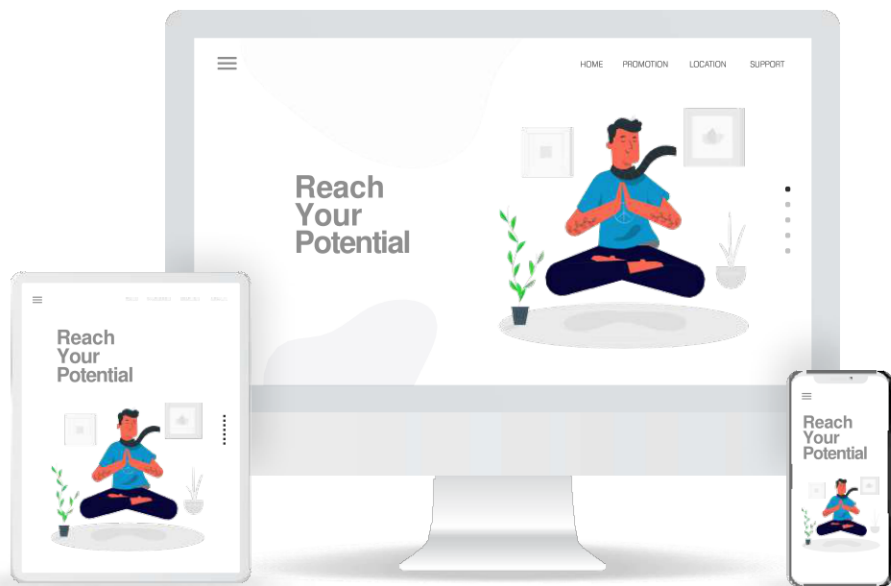 HOME PROMOTION LOCATION SUPPORT
Reach
Your
Potential
Reach
Your
Potential
Reach
Your
Potential